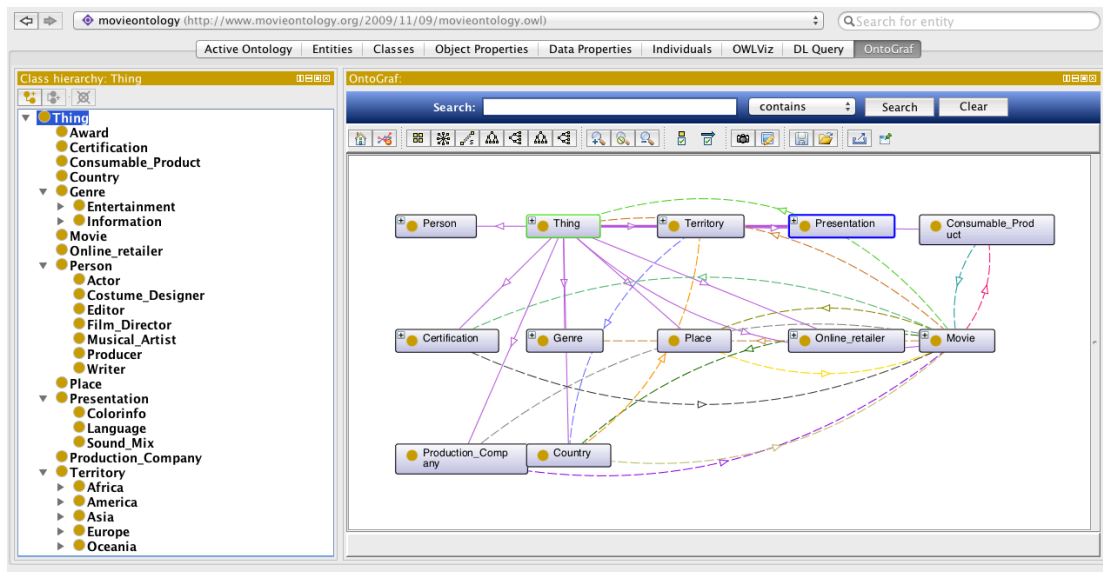 movieontology (http://www.movieontology.org/2009/11/09/movieontology.owl)
Search for entity
Active Ontology Entities Classes Object Properties Data Properties Individuals OWLViz DL Query OntoGraf
Class hierarchy: Thing
Thing
Award
Certification
Consumable_Product
Country
Genre
Entertainment
Information
Movie
Online_retailer
Person
Actor
Costume_Designer
Editor
Film_Director
Musical_Artist
Producer
Writer
Place
Presentation
Colorinfo
Language
Sound_Mix
Production_Company
Territory
Africa
America
Asia
Europe
Oceania
OntoGraf:
Search: contains Search Clear
Person Thing Territory Presentation Consumable_Prod
uct
Certification Genre Place Online_retailer Movie
Production_Comp Country
any